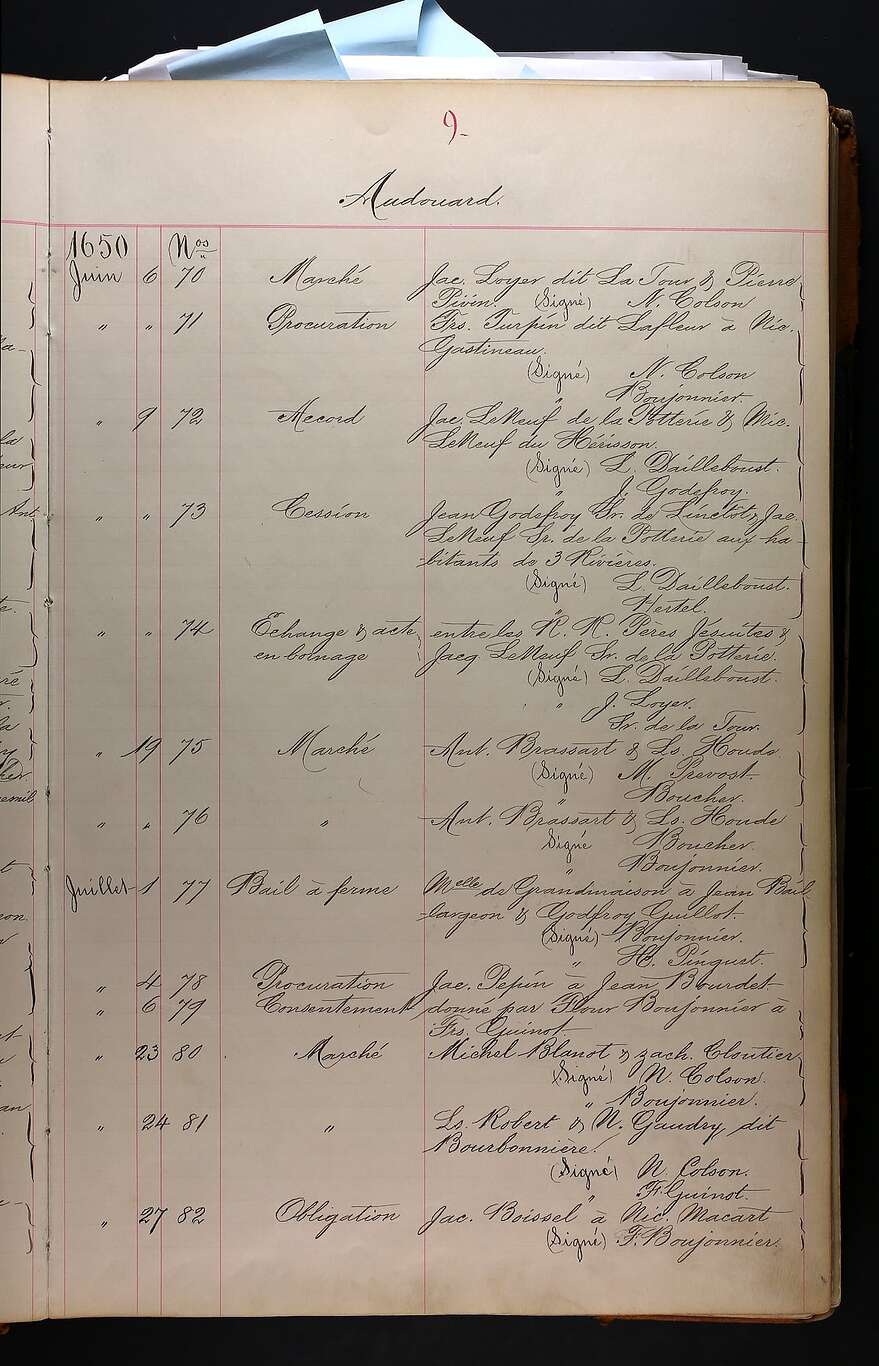 9-
Audouard.
1650 Nos
Juin 6 70 Marché Jac. Loyer dit La Tour & Pierre
Piön. (Signé) N. Colson
" " 71 Procuration Frs. Turpin dit Lafleur à Nic.
Gastineau.
(Signé) N. Colson
" Boujonnier.
" 9 72 Accord Jac. LeNeuf de la Potterie & Mic.
LeNeuf du Hérisson.
(Signé) L. Dailleboust.
" J. Godefroy.
" " 73 Cession Jean Godefroy Sr. de Linctot & Jac.
LeNeuf Sr. de la Potterie aux ha-
bitants de 3 Rivières.
(Signé) L. Dailleboust.
" Hertel.
" " 74 Echange & acte entre les R. R. Pères Jésuites &
en boinage Jacq LeNeuf Sr. de la Potterie.
(Signé) L. Dailleboust.
" J. Loyer.
Sr. de la Tour.
" 19 75 Marché Ant. Brassart & Ls. Houde
(Signé) M. Prevost
" Boucher.
" " 76 " Ant. Brassart & Ls. Houde
Signé Boucher
" Boujonnier.
Juillet 1 77 Bail à ferme Melle de Grandmaison à Jean Bail-
largeon & Godfroy Guillot.
(Signé) Boujonnier.
" H. Pinguet.
" 4 78 Procuration Jac. Pepin à Jean Bourdet
" 6 79 Consentement donné par Flour Boujonnier à
Frs. Guinot
" 23 80 Marché Michel Blanot & Zach. Cloutier
(Signé) N. Colson.
" Boujonnier.
" 24 81 " Ls. Robert & N. Gaudry, dit
Bourbonnière.
(Signé) N. Colson.
" F. Guinot.
" 27 82 Obligation Jac. Boissel à Nic. Macart
(Signé) F. Boujonnier.